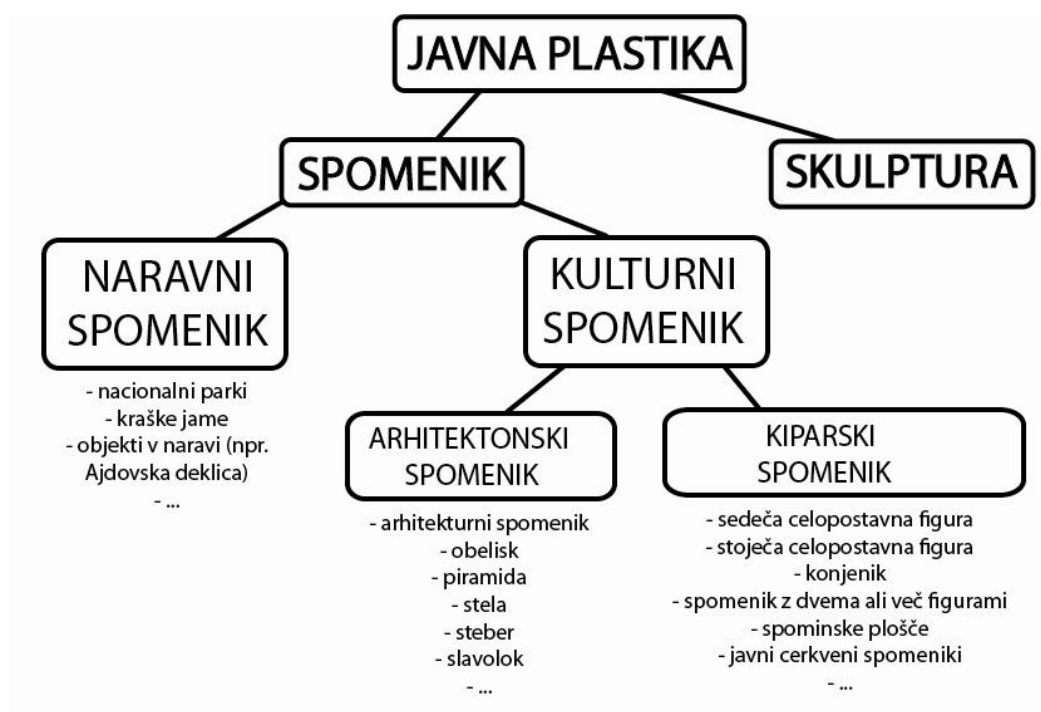 JAVNA PLASTIKA
SPOMENIK
SKULPTURA
NARAVNI
SPOMENIK
- nacionalni parki
- kraške jame
- objekti v naravi (npr.
Ajdovska deklica)
- ...
KULTURNI
SPOMENIK
ARHITEKTONSKI
SPOMENIK
- arhitekturni spomenik
- obelisk
- piramida
- stela
- steber
- slavolok
- ...
KIPARSKI
SPOMENIK
- sedeča celopostavna figura
- stoječa celopostavna figura
- konjenik
- spomenik z dvema ali več figurami
- spominske plošče
- javni cerkveni spomeniki
- ...